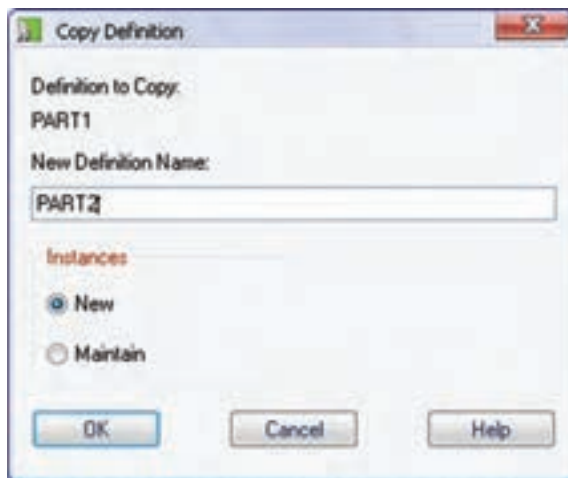 Copy Definition
Definition to Copy:
PART1
New Definition Name:
PART2
Instances
New
Maintain
OK Cancel Help